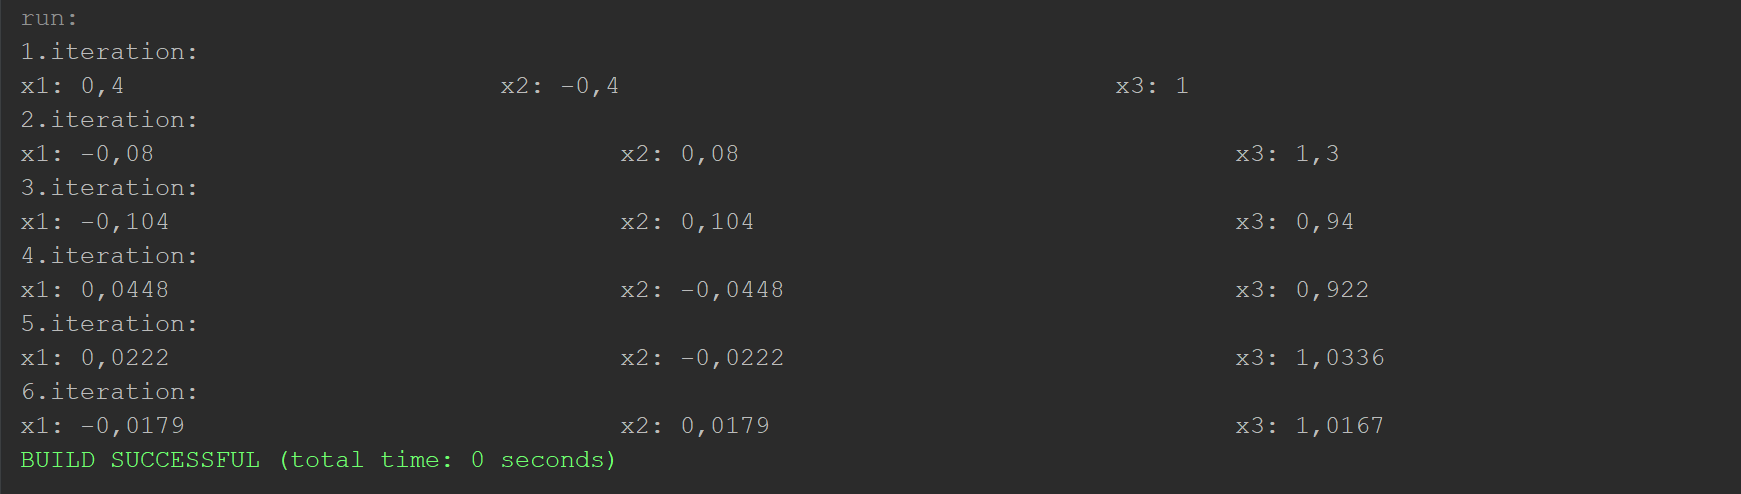 run:
1.iteration:
x1: 0,4 x2: -0,4 x3: 1
2.iteration:
x1: -0,08 x2: 0,08 x3: 1,3
3.iteration:
x1: -0,104 x2: 0,104 x3: 0,94
4.iteration:
x1: 0,0448 x2: -0,0448 x3: 0,922
5.iteration:
x1: 0,0222 x2: -0,0222 x3: 1,0336
6.iteration:
x1: -0,0179 x2: 0,0179 x3: 1,0167
BUILD SUCCESSFUL (total time: 0 seconds)